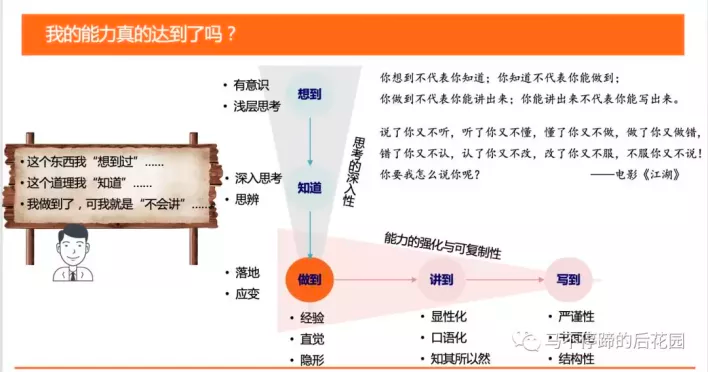 我的能力真的达到了吗？
有意识
浅层思考
想到
你想到不代表你知道；你知道不代表你能做到；
你做到不代表你能讲出来；你能讲出来不代表你能写出来。
说了你又不听，听了你又不懂，懂了你又不做，做了你又做错，
错了你又不认，认了你又不改，改了你又不服，不服你又不说！
你要我怎么说你呢？ ——电影《江湖》
• 这个东西我“想到过”……
• 这个道理我“知道”……
• 我做到了，可我就是“不会讲”……
深入思考
思辨
知道
思考的深入性
能力的强化与可复制性
落地
应变
做到
讲到
写到
• 经验
• 直觉
• 隐形
• 显性化
• 口语化
• 知其所以然
• 严谨性
• 结构性
马不停蹄的后花园